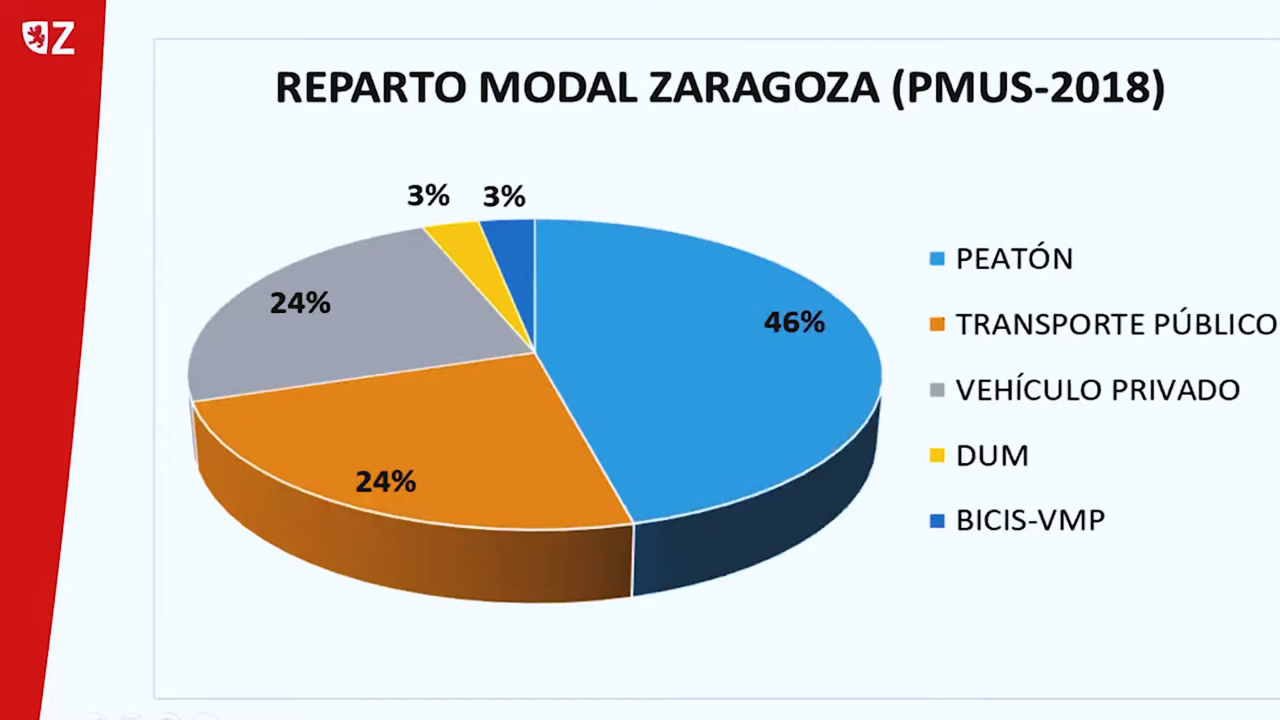 Z
REPARTO MODAL ZARAGOZA (PMUS-2018)
3% 3%
24%
46%
24%
PEATÓN
TRANSPORTE PÚBLICO
VEHÍCULO PRIVADO
DUM
BICIS-VMP